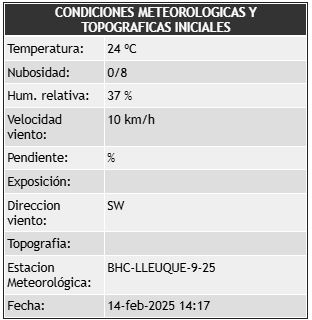 CONDICIONES METEOROLOGICAS Y
TOPOGRAFICAS INICIALES
Temperatura: 24 ºC
Nubosidad: 0/8
Hum. relativa: 37 %
Velocidad
viento: 10 km/h
Pendiente: %
Exposición:
Direccion
viento: SW
Topografia:
Estacion
Meteorológica: BHC-LLEUQUE-9-25
Fecha: 14-feb-2025 14:17